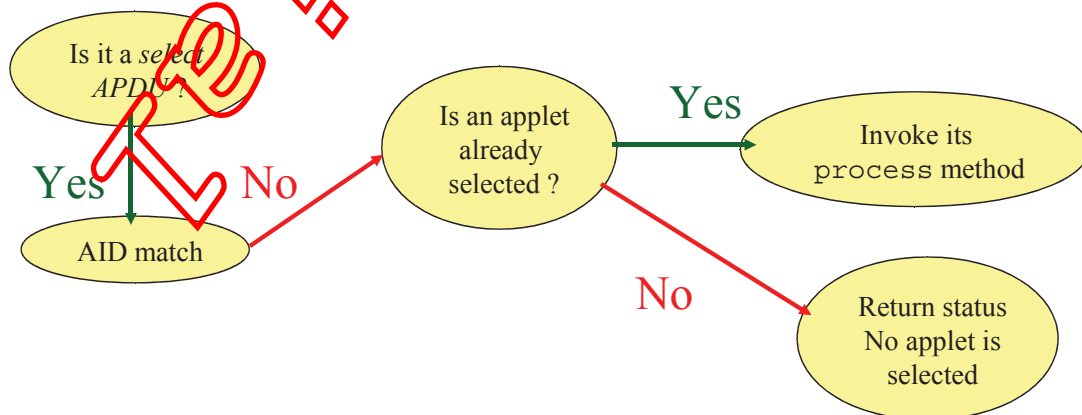 Is it a select
APDU ?
Yes
AID match
No
Is an applet
already
selected ?
Yes
Invoke its
process method
No
Return status
No applet is
selected